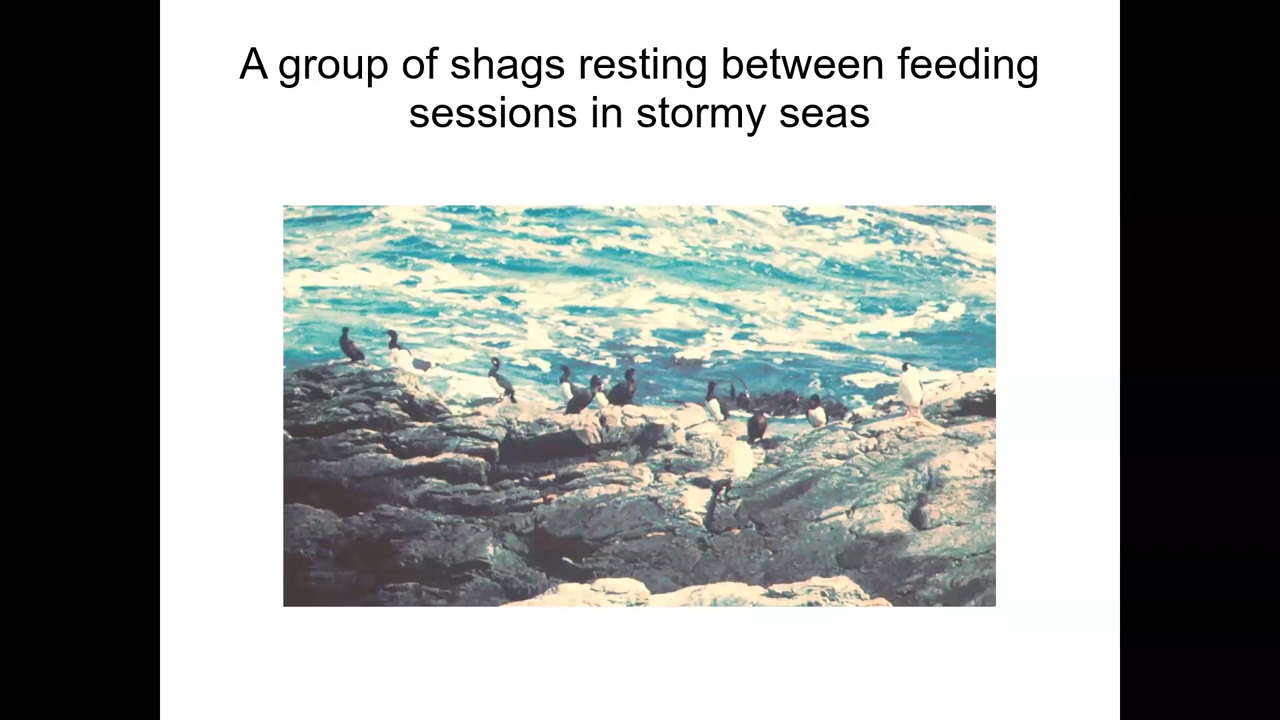 A group of shags resting between feeding
sessions in stormy seas